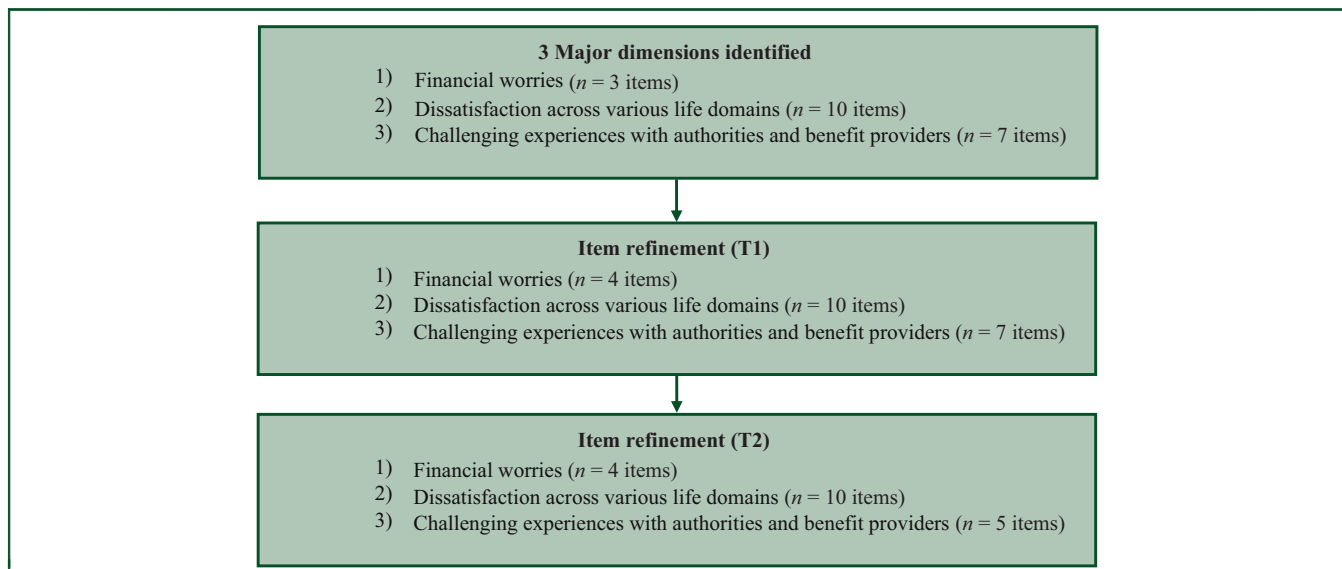 3 Major dimensions identified
1) Financial worries (n = 3 items)
2) Dissatisfaction across various life domains (n = 10 items)
3) Challenging experiences with authorities and benefit providers (n = 7 items)
Item refinement (T1)
1) Financial worries (n = 4 items)
2) Dissatisfaction across various life domains (n = 10 items)
3) Challenging experiences with authorities and benefit providers (n = 7 items)
Item refinement (T2)
1) Financial worries (n = 4 items)
2) Dissatisfaction across various life domains (n = 10 items)
3) Challenging experiences with authorities and benefit providers (n = 5 items)